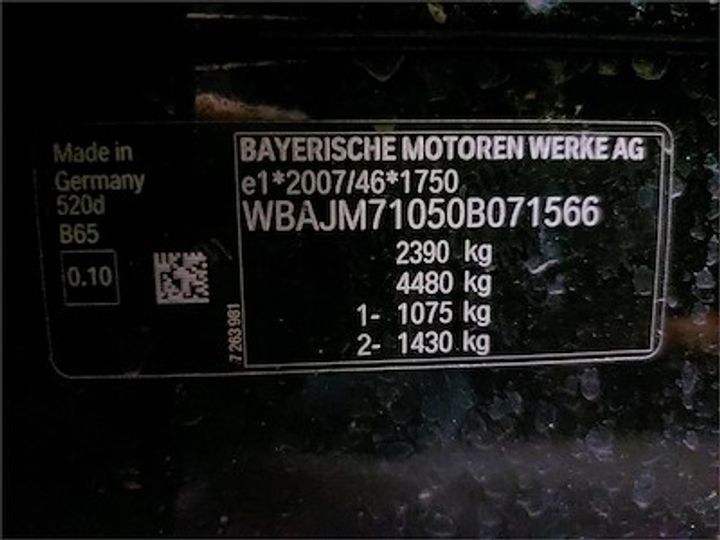 Made in
Germany
520d
B65
0.10
7 263 981
BAYERISCHE MOTOREN WERKE AG
e1*2007/46*1750
WBAJM71050B071566
2390 kg
4480 kg
1- 1075 kg
2- 1430 kg